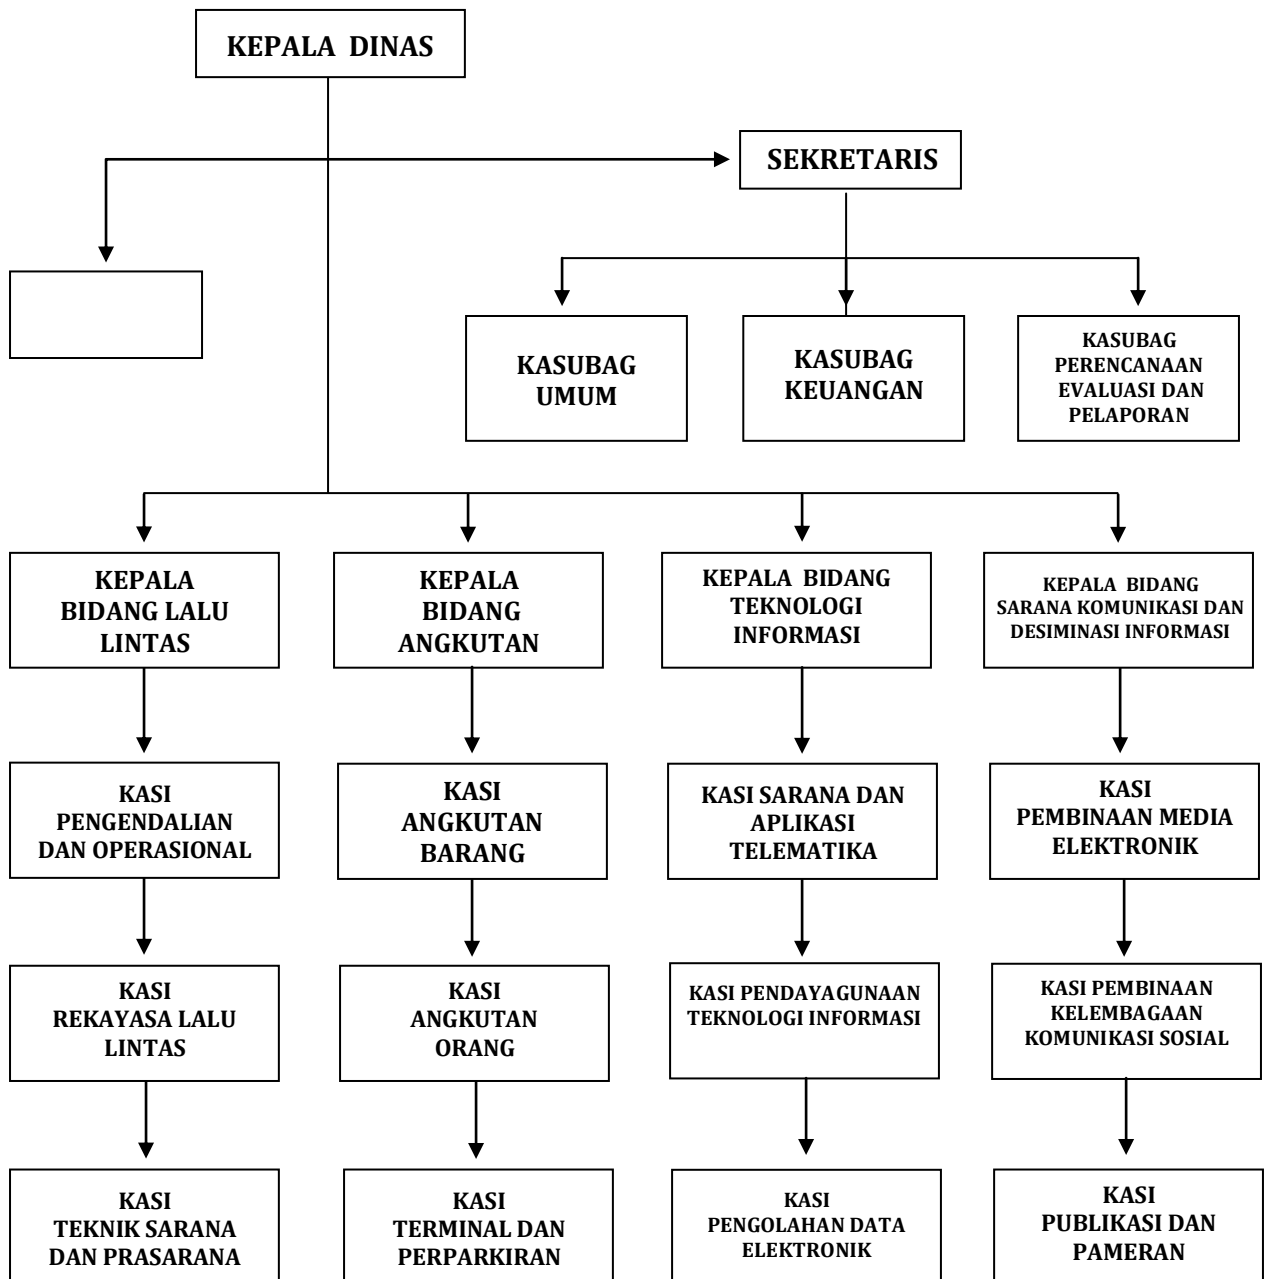 KEPALA DINAS
SEKRETARIS
KASUBAG
UMUM
KASUBAG
KEUANGAN
KASUBAG
PERENCANAAN
EVALUASI DAN
PELAPORAN
KEPALA
BIDANG LALU
LINTAS
KEPALA
BIDANG
ANGKUTAN
KEPALA BIDANG
TEKNOLOGI
INFORMASI
KEPALA BIDANG
SARANA KOMUNIKASI DAN
DESIMINASI INFORMASI
KASI
PENGENDALIAN
DAN OPERASIONAL
KASI
ANGKUTAN
BARANG
KASI SARANA DAN
APLIKASI
TELEMATIKA
KASI
PEMBINAAN MEDIA
ELEKTRONIK
KASI
REKAYASA LALU
LINTAS
KASI
ANGKUTAN
ORANG
KASI PENDAYAGUNAAN
TEKNOLOGI INFORMASI
KASI PEMBINAAN
KELEMBAGAAN
KOMUNIKASI SOSIAL
KASI
TEKNIK SARANA
DAN PRASARANA
KASI
TERMINAL DAN
PERPARKIRAN
KASI
PENGOLAHAN DATA
ELEKTRONIK
KASI
PUBLIKASI DAN
PAMERAN